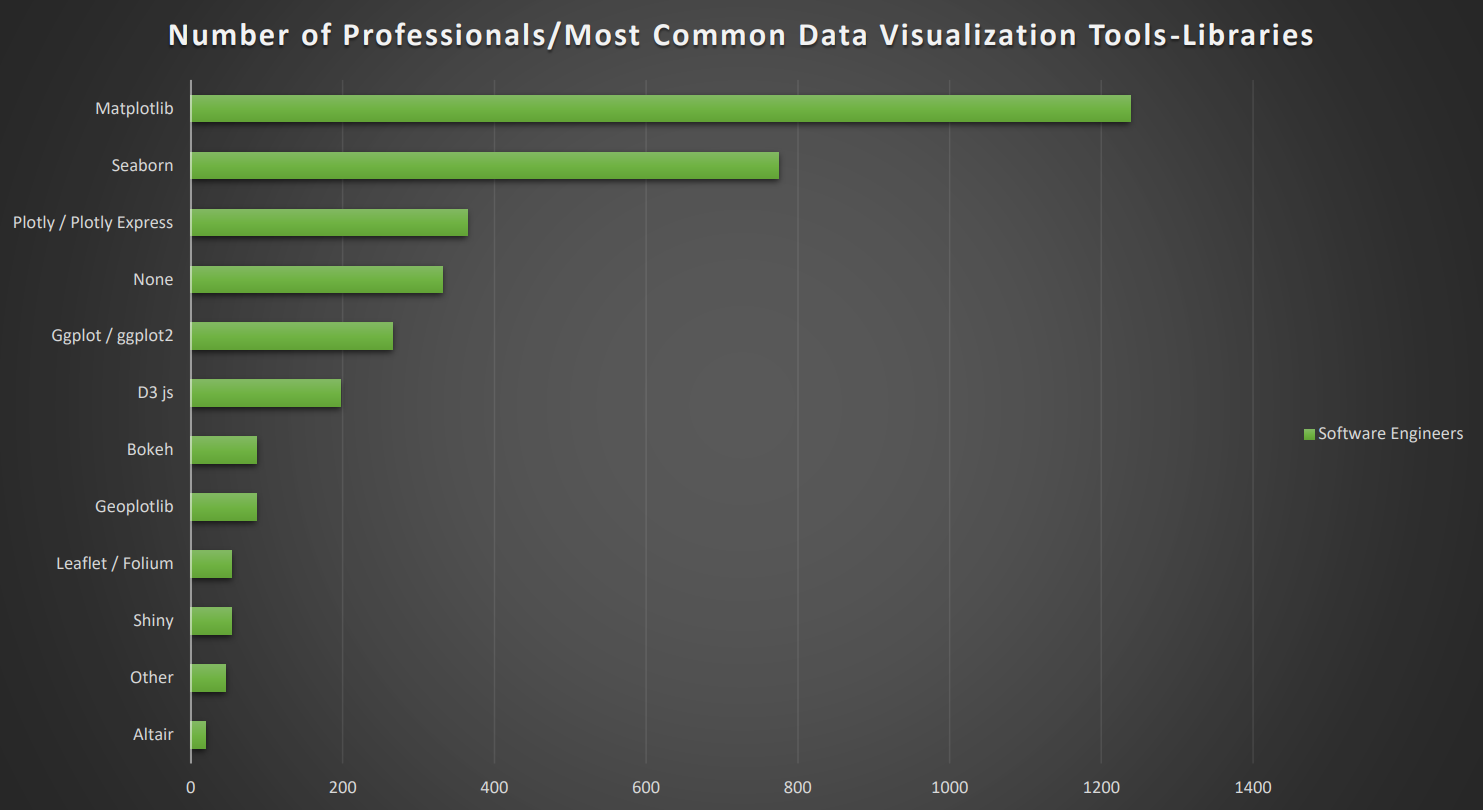 Number of Professionals/Most Common Data Visualization Tools-Libraries
Matplotlib
Seaborn
Plotly / Plotly Express
None
Ggplot / ggplot2
D3 js
Bokeh
Geoplotlib
Leaflet / Folium
Shiny
Other
Altair
0 200 400 600 800 1000 1200 1400
Software Engineers